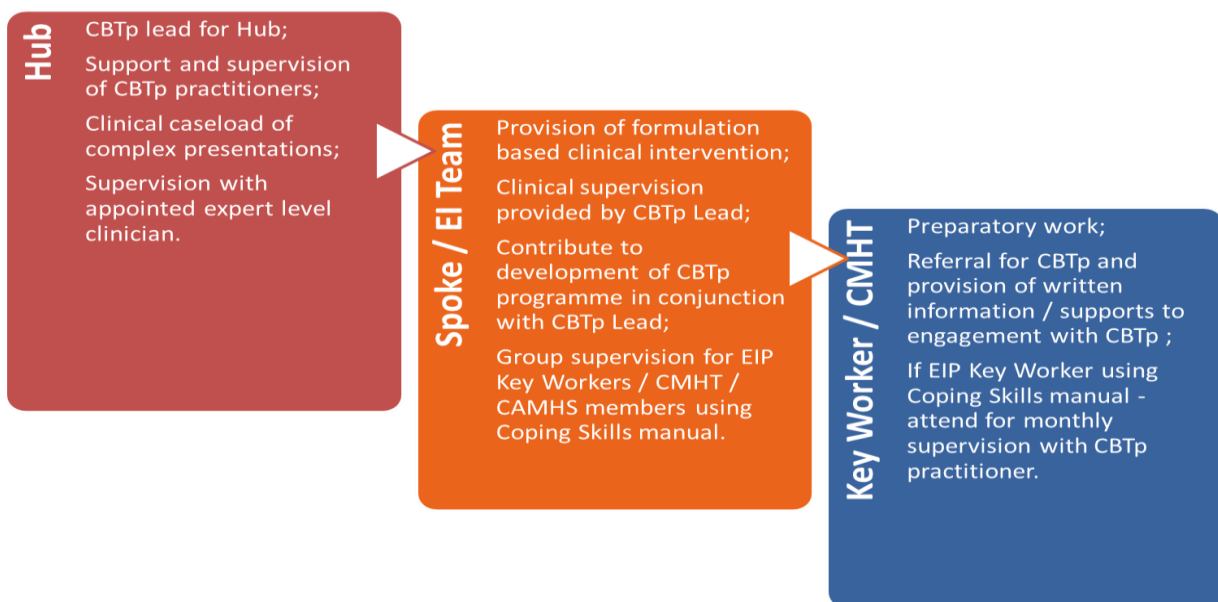 Hub
CBTp lead for Hub;
Support and supervision
of CBTp practitioners;
Clinical caseload of
complex presentations;
Supervision with
appointed expert level
clinician.
Spoke / EI Team
Provision of formulation
based clinical intervention;
Clinical supervision
provided by CBTp Lead;
Contribute to
development of CBTp
programme in conjunction
with CBTp Lead;
Group supervision for EIP
Key Workers / CMHT /
CAMHS members using
Coping Skills manual.
Key Worker / CMHT
Preparatory work;
Referral for CBTp and
provision of written
information / supports to
engagement with CBTp ;
If EIP Key Worker using
Coping Skills manual -
attend for monthly
supervision with CBTp
practitioner.